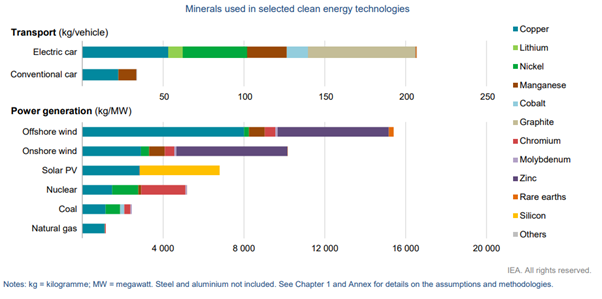 Minerals used in selected clean energy technologies
Transport (kg/vehicle)
Electric car
Conventional car
50 100 150 200 250
Power generation (kg/MW)
Offshore wind
Onshore wind
Solar PV
Nuclear
Coal
Natural gas
4 000 8 000 12 000 16 000 20 000
Copper
Lithium
Nickel
Manganese
Cobalt
Graphite
Chromium
Molybdenum
Zinc
Rare earths
Silicon
Others
IEA. All rights reserved.
Notes: kg = kilogramme; MW = megawatt. Steel and aluminium not included. See Chapter 1 and Annex for details on the assumptions and methodologies.